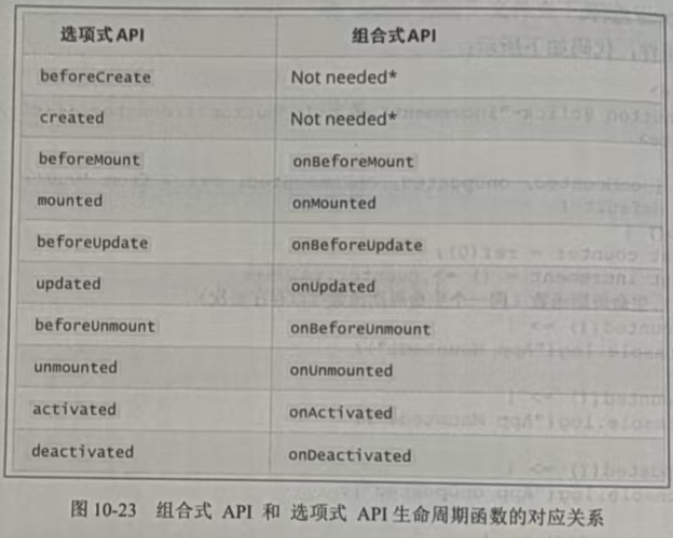 选项式API 组合式API
beforeCreate Not needed*
created Not needed*
beforeMount onBeforeMount
mounted onMounted
beforeUpdate onBeforeUpdate
updated onUpdated
beforeUnmount onBeforeUnmount
unmounted onUnmounted
activated onActivated
deactivated onDeactivated
图 10-23 组合式 API 和 选项式 API 生命周期函数的对应关系